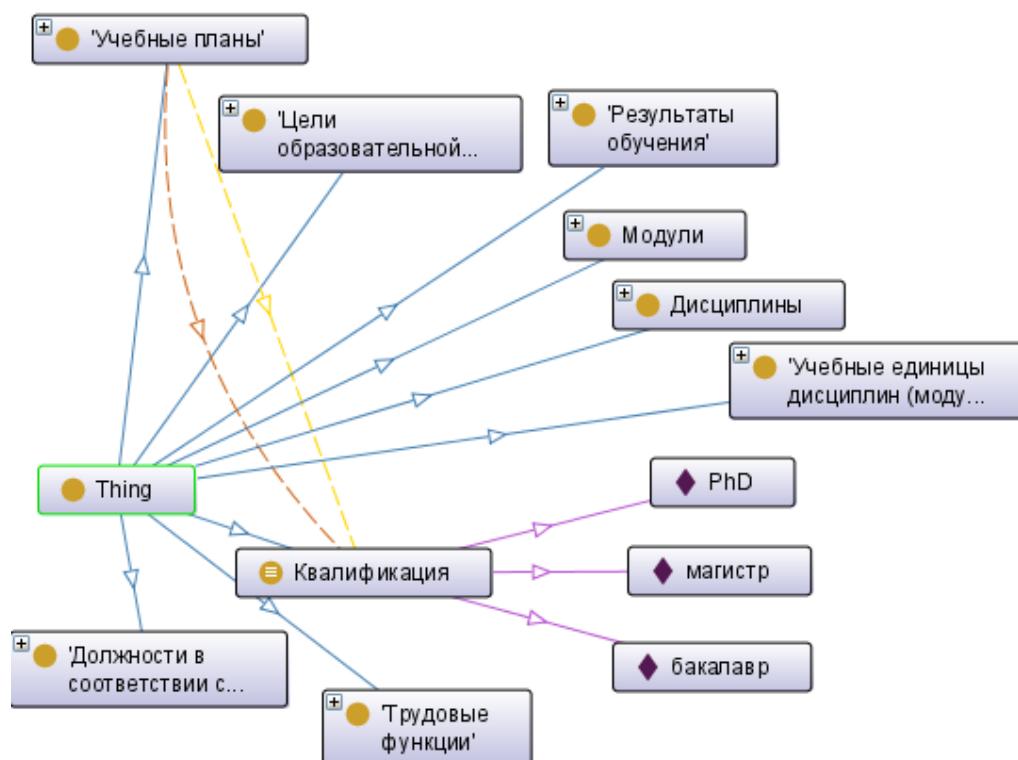 'Учебные планы'
'Цели
образовательной...
'Результаты
обучения'
Модули
Дисциплины
'Учебные единицы
дисциплин (моду...
Thing
PhD
Квалификация
магистр
'Должности в
соответствии с...
бакалавр
'Трудовые
функции'